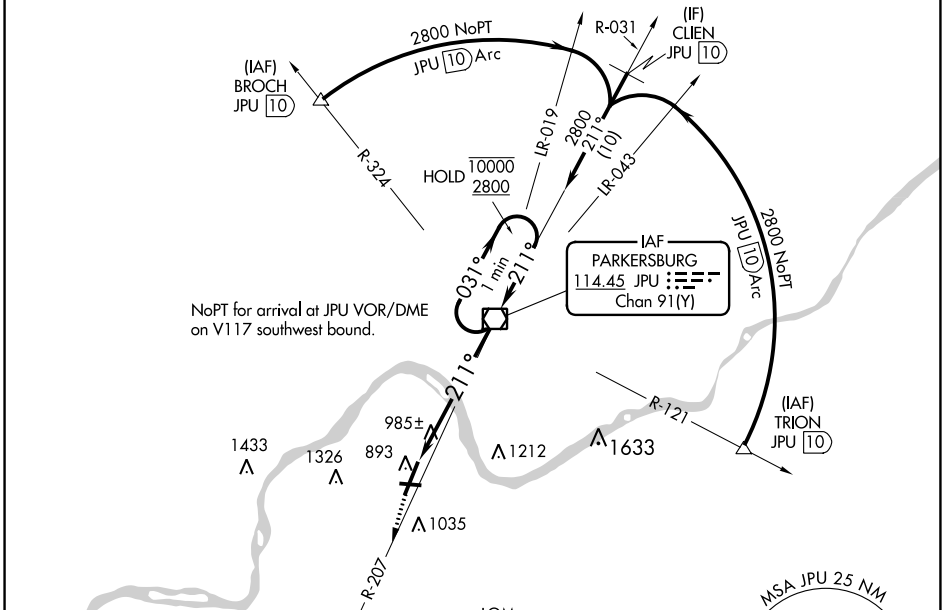 2800 NoPT
JPU 10 Arc
R-031
(IF)
CLIEN
JPU 10
(IAF)
BROCH
JPU 10
R-324
LR-019
2800
211°
(10)
LR-043
HOLD 10000
2800
031°
1 min
211°
2800 NoPT
JPU 10 Arc
IAF
PARKERSBURG
114.45 JPU
Chan 91(Y)
NoPT for arrival at JPU VOR/DME
on V117 southwest bound.
211°
R-121
(IAF)
TRION
JPU 10
985±
1433
1326
893
1212
1633
1035
R-207
MSA JPU 25 NM